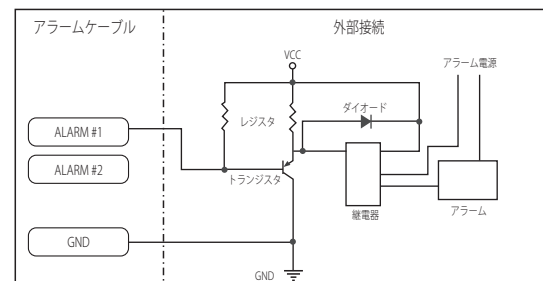 アラームケーブル
外部接続
VCC
アラーム電源
ダイオード
レジスタ
ALARM #1
ALARM #2
トランジスタ
継電器
アラーム
GND
GND